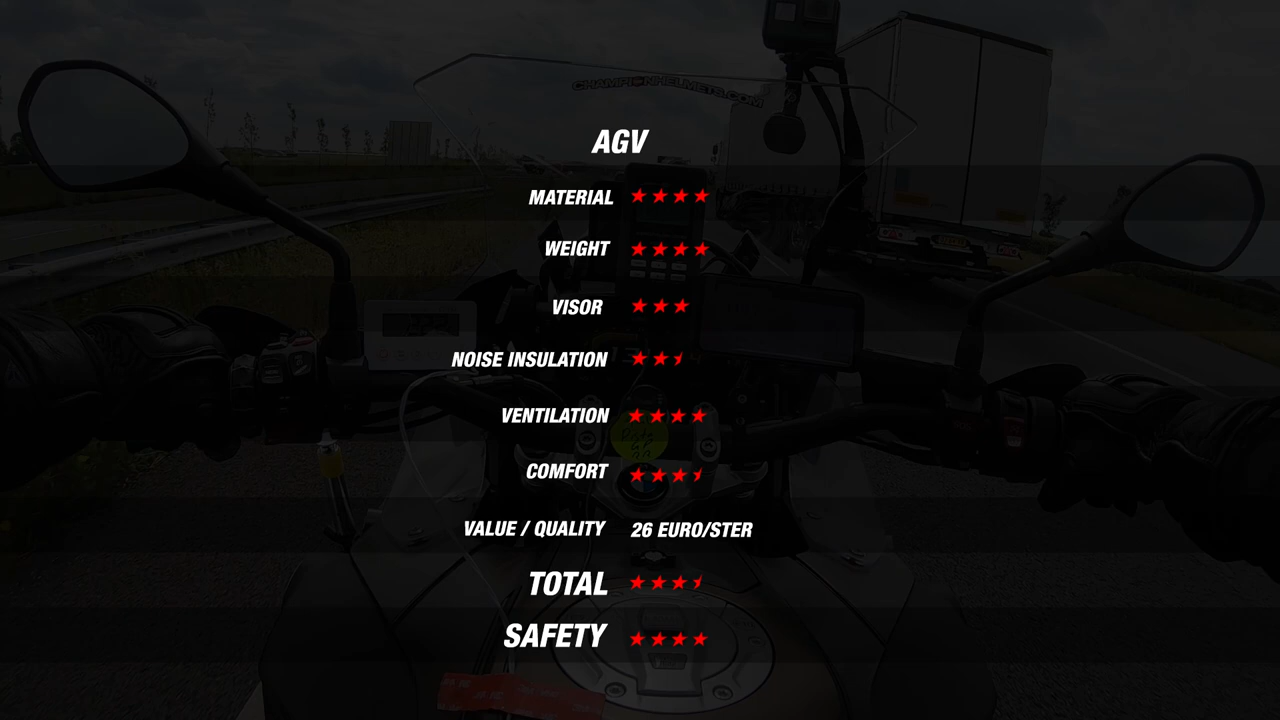 CHAMPIONHELMETS.COM
AGV
MATERIAL
WEIGHT
VISOR
NOISE INSULATION
VENTILATION
COMFORT
VALUE / QUALITY 26 EURO/STER
TOTAL
SAFETY